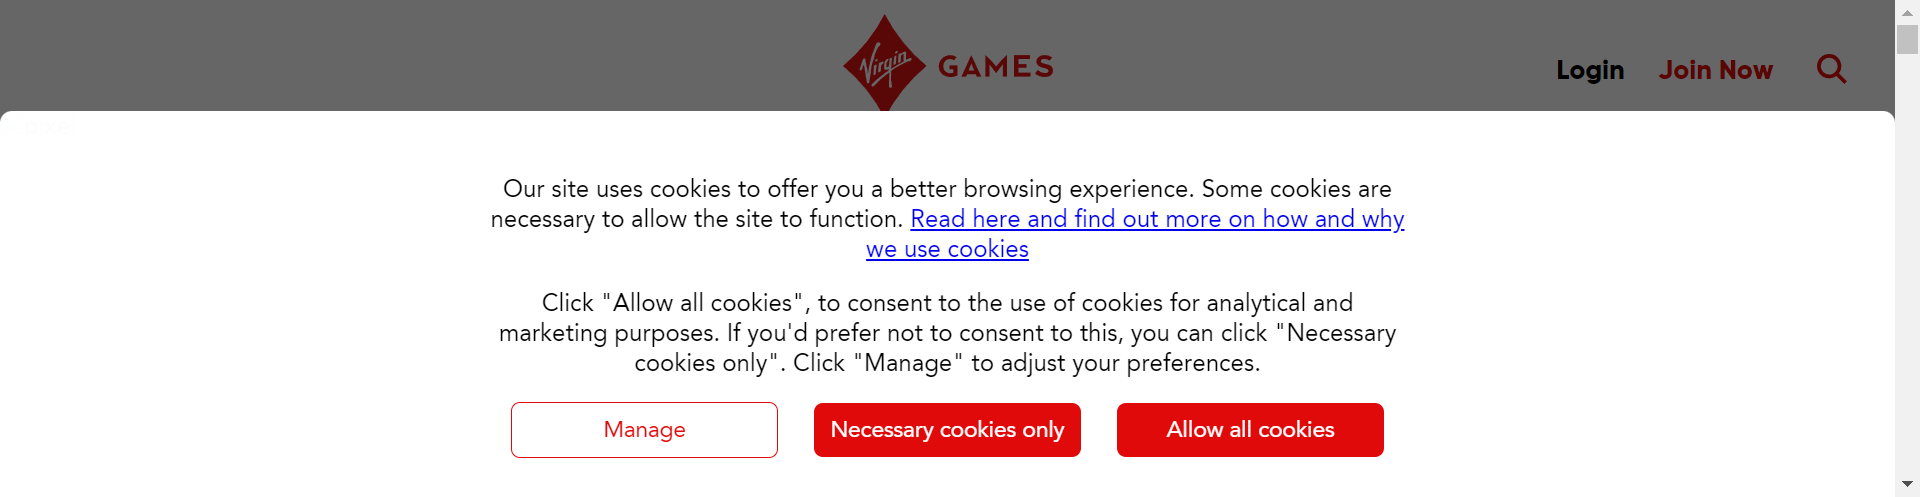 Virgin GAMES
Login Join Now
Our site uses cookies to offer you a better browsing experience. Some cookies are
necessary to allow the site to function. Read here and find out more on how and why
we use cookies
Click "Allow all cookies", to consent to the use of cookies for analytical and
marketing purposes. If you'd prefer not to consent to this, you can click "Necessary
cookies only". Click "Manage" to adjust your preferences.
Manage Necessary cookies only Allow all cookies